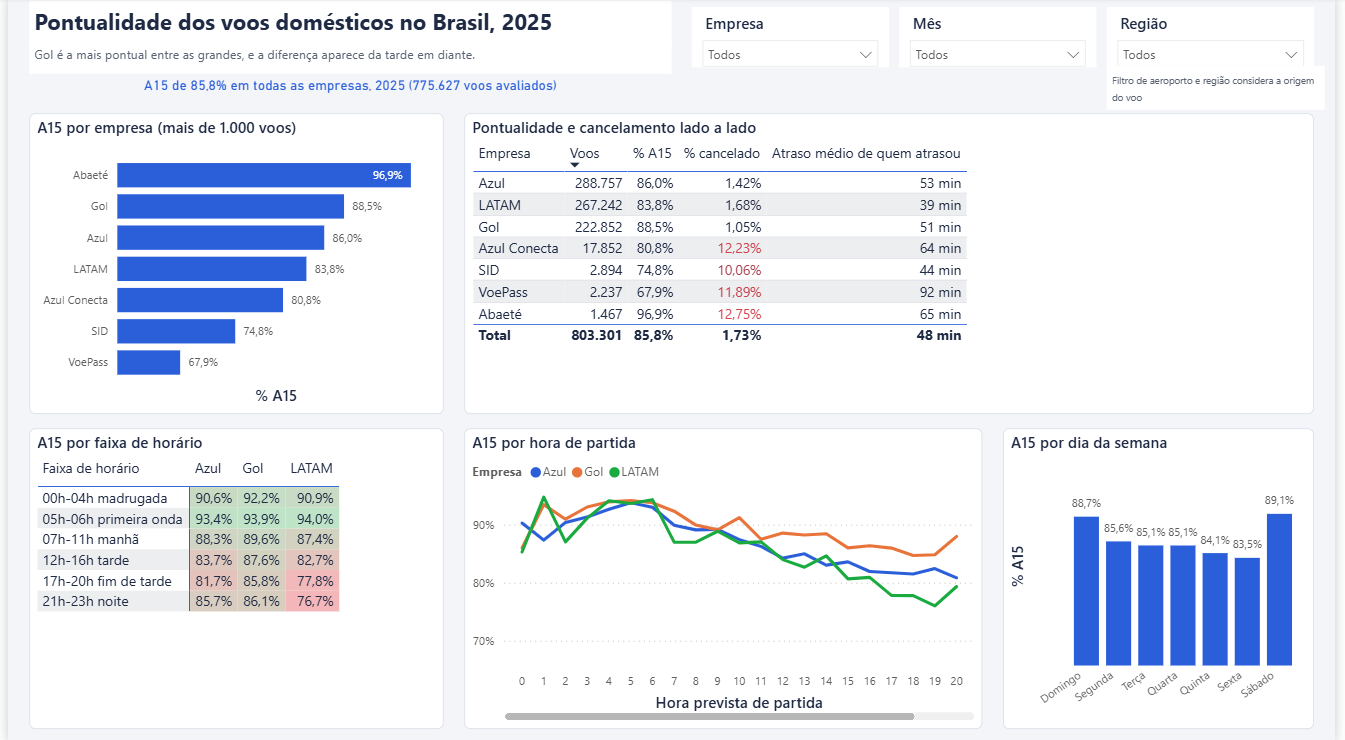 Pontualidade dos voos domésticos no Brasil, 2025
Gol é a mais pontual entre as grandes, e a diferença aparece da tarde em diante.
A15 de 85,8% em todas as empresas, 2025 (775.627 voos avaliados)
Empresa
Todos
Mês
Todos
Região
Todos
Filtro de aeroporto e região considera a origem
do voo
A15 por empresa (mais de 1.000 voos)
Abaeté 96,9%
Gol 88,5%
Azul 86,0%
LATAM 83,8%
Azul Conecta 80,8%
SID 74,8%
VoePass 67,9%
% A15
Pontualidade e cancelamento lado a lado
Empresa Voos % A15 % cancelado Atraso médio de quem atrasou
Azul 288.757 86,0% 1,42% 53 min
LATAM 267.242 83,8% 1,68% 39 min
Gol 222.852 88,5% 1,05% 51 min
Azul Conecta 17.852 80,8% 12,23% 64 min
SID 2.894 74,8% 10,06% 44 min
VoePass 2.237 67,9% 11,89% 92 min
Abaeté 1.467 96,9% 12,75% 65 min
Total 803.301 85,8% 1,73% 48 min
A15 por faixa de horário
Faixa de horário Azul Gol LATAM
00h-04h madrugada 90,6% 92,2% 90,9%
05h-06h primeira onda 93,4% 93,9% 94,0%
07h-11h manhã 88,3% 89,6% 87,4%
12h-16h tarde 83,7% 87,6% 82,7%
17h-20h fim de tarde 81,7% 85,8% 77,8%
21h-23h noite 85,7% 86,1% 76,7%
A15 por hora de partida
Empresa Azul Gol LATAM
90%
80%
70%
0 1 2 3 4 5 6 7 8 9 10 11 12 13 14 15 16 17 18 19 20
Hora prevista de partida
A15 por dia da semana
% A15
88,7% 85,6% 85,1% 85,1% 84,1% 83,5% 89,1%
Domingo Segunda Terça Quarta Quinta Sexta Sábado